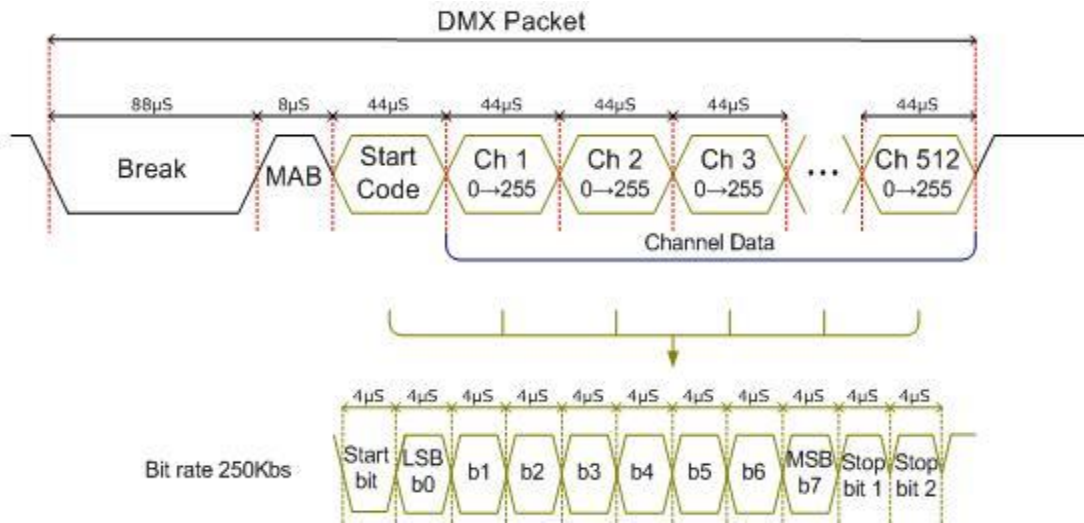 DMX Packet
88µS 8µS 44µS 44µS 44µS 44µS 44µS
Break MAB Start Code Ch 1 0→255 Ch 2 0→255 Ch 3 0→255 ... Ch 512 0→255
Channel Data
4µS 4µS 4µS 4µS 4µS 4µS 4µS 4µS 4µS 4µS 4µS
Bit rate 250Kbs Start bit LSB b0 b1 b2 b3 b4 b5 b6 MSB b7 Stop bit 1 Stop bit 2